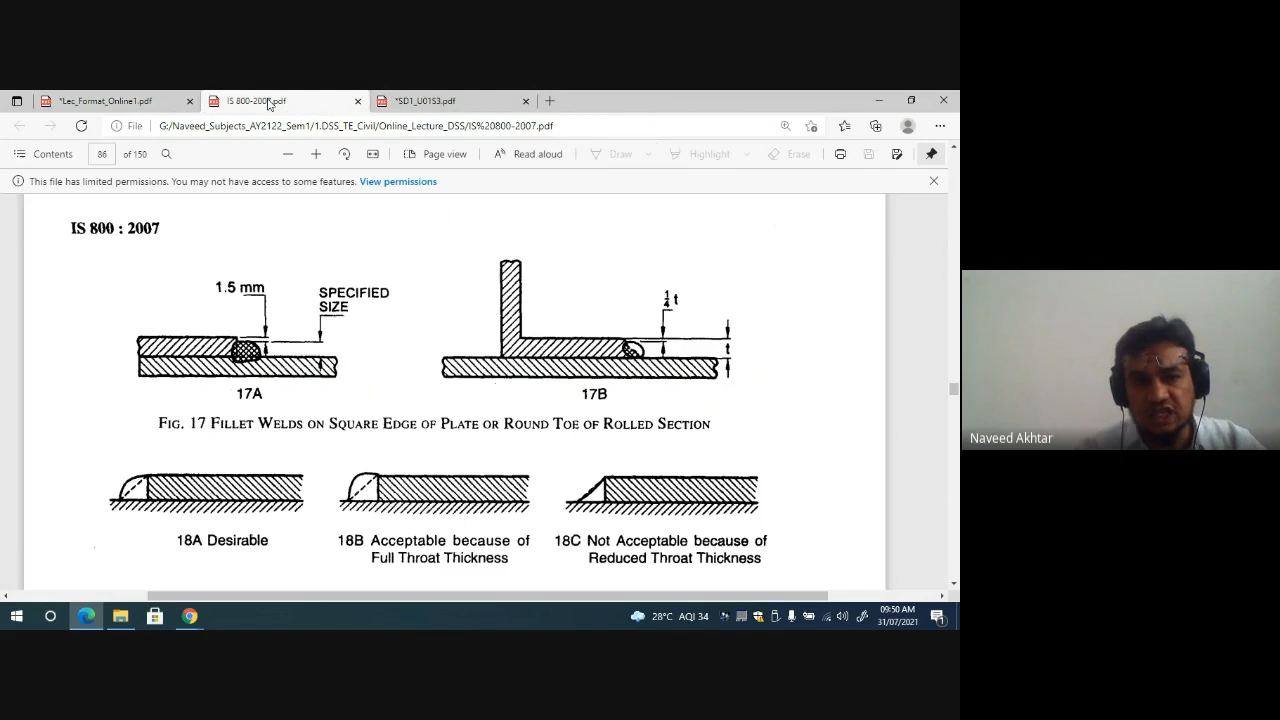 *Lec_Format_Online1.pdf
IS 800-2007.pdf
*SD1_U01S3.pdf
File
G:/Naveed_Subjects_AY2122_Sem1/1.DSS_TE_Civil/Online_Lecture_DSS/IS%20800-2007.pdf
Contents
86
of 150
Page view
Read aloud
Draw
Highlight
Erase
This file has limited permissions. You may not have access to some features. View permissions
IS 800 : 2007
1.5 mm
SPECIFIED
SIZE
1/4 t
t
17A
17B
FIG. 17 FILLET WELDS ON SQUARE EDGE OF PLATE OR ROUND TOE OF ROLLED SECTION
18A Desirable
18B Acceptable because of
Full Throat Thickness
18C Not Acceptable because of
Reduced Throat Thickness
Naveed Akhtar
28°C AQI 34
09:50 AM
31/07/2021
1